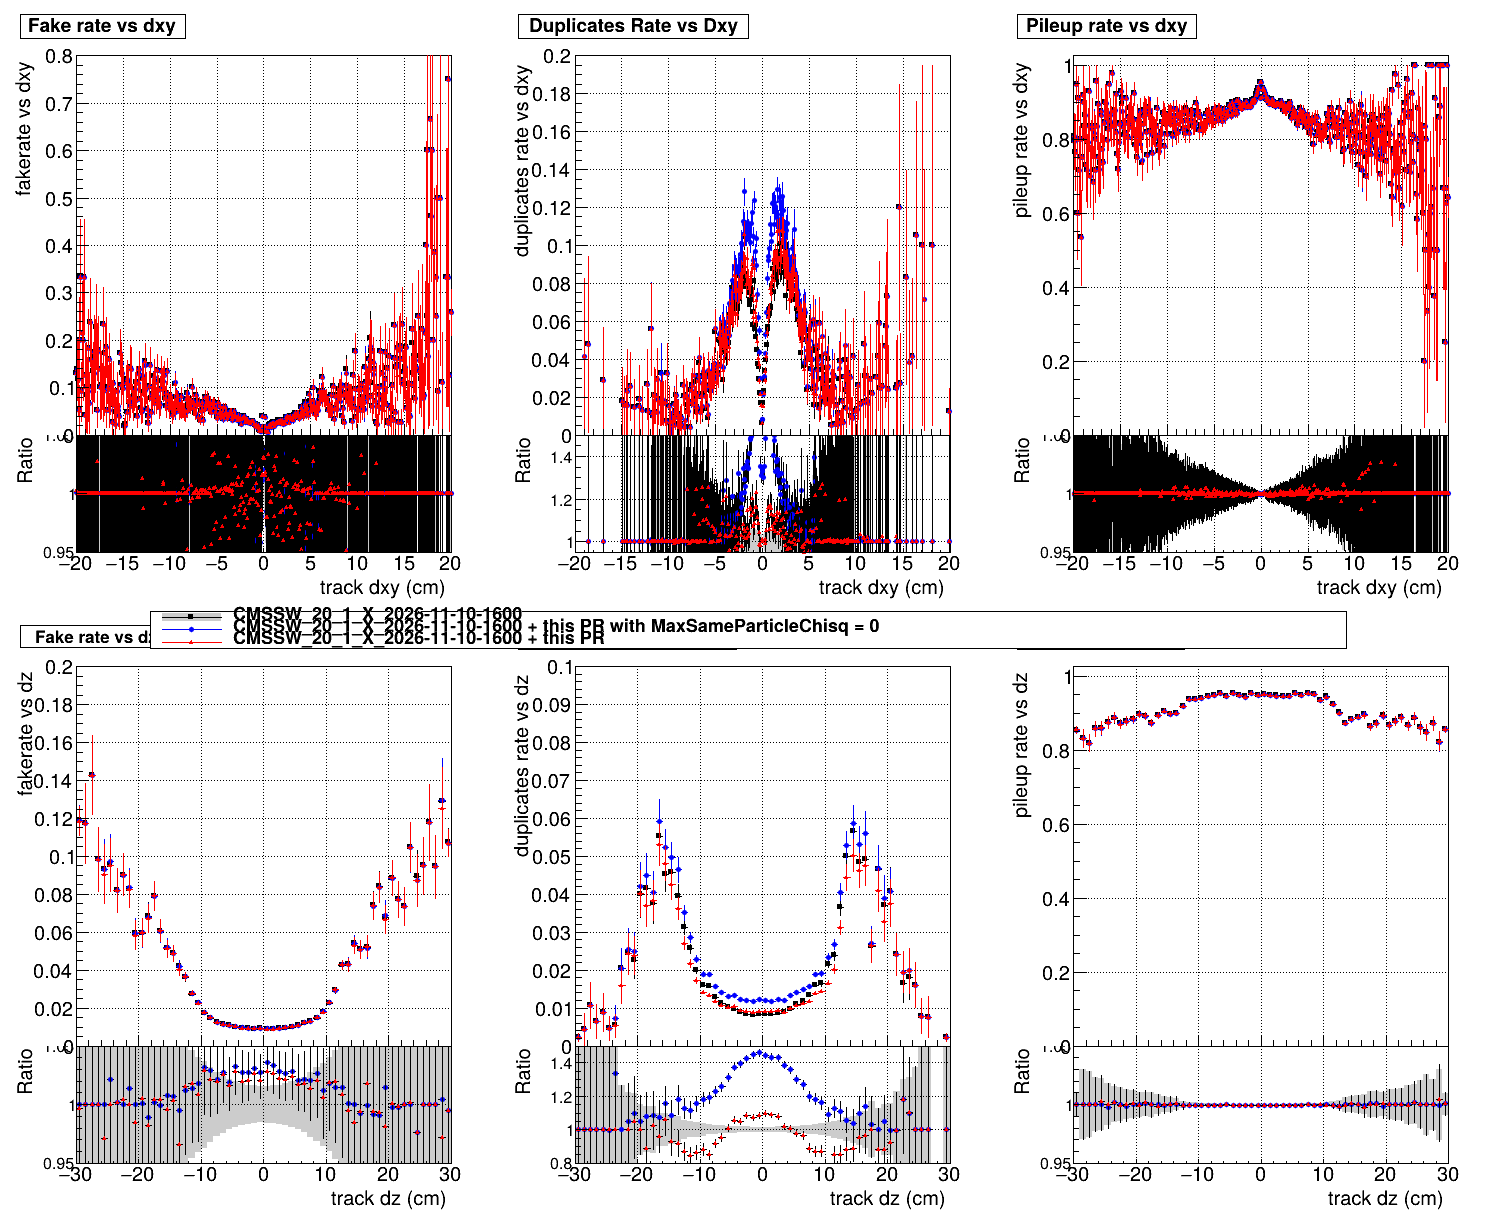 Fake rate vs dxy
Duplicates Rate vs Dxy
Pileup rate vs dxy
fakerate vs dxy
0.8
0.7
0.6
0.5
0.4
0.3
0.2
0.1
0
Ratio
1
0.95
−20 −15 −10 −5 0 5 10 15 20
track dxy (cm)
duplicates rate vs dxy
0.2
0.18
0.16
0.14
0.12
0.1
0.08
0.06
0.04
0.02
0
Ratio
1.4
1.2
1
−20 −15 −10 −5 0 5 10 15 20
track dxy (cm)
pileup rate vs dxy
1
0.8
0.6
0.4
0.2
0
Ratio
1
0.95
−20 −15 −10 −5 0 5 10 15 20
track dxy (cm)
CMSSW_20_1_X_2026-11-10-1600
CMSSW_20_1_X_2026-11-10-1600 + this PR with MaxSameParticleChisq = 0
CMSSW_20_1_X_2026-11-10-1600 + this PR
Fake rate vs dz
fakerate vs dz
0.2
0.18
0.16
0.14
0.12
0.1
0.08
0.06
0.04
0.02
0
Ratio
1
0.95
−30 −20 −10 0 10 20 30
track dz (cm)
duplicates rate vs dz
0.1
0.09
0.08
0.07
0.06
0.05
0.04
0.03
0.02
0.01
0
Ratio
1.4
1.2
1
0.8
−30 −20 −10 0 10 20 30
track dz (cm)
pileup rate vs dz
1
0.8
0.6
0.4
0.2
0
Ratio
1
0.95
−30 −20 −10 0 10 20 30
track dz (cm)